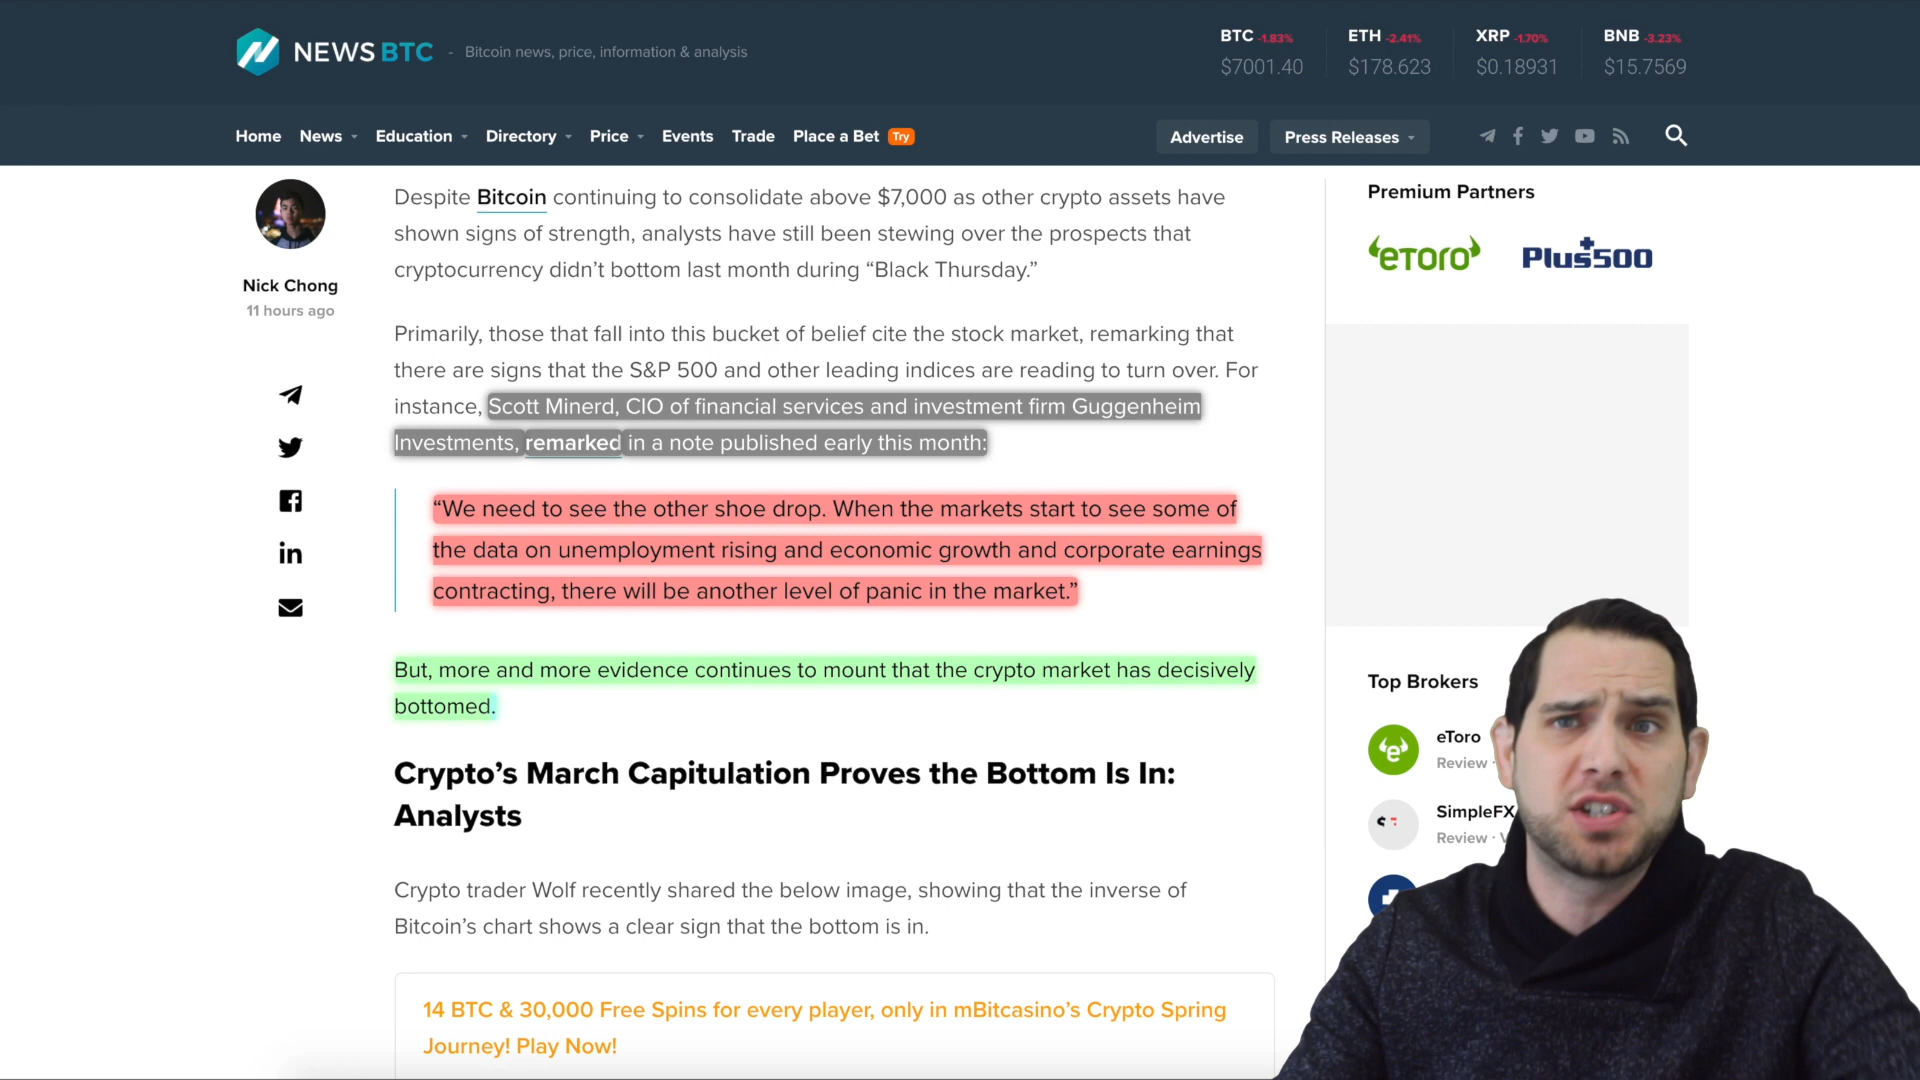 NEWS BTC - Bitcoin news, price, information & analysis
BTC -1.83% ETH -2.41% XRP -1.70% BNB -3.23%
$7001.40 $178.623 $0.18931 $15.7569
Home News Education Directory Price Events Trade Place a Bet Try Advertise Press Releases
Nick Chong
11 hours ago
Despite Bitcoin continuing to consolidate above $7,000 as other crypto assets have
shown signs of strength, analysts have still been stewing over the prospects that
cryptocurrency didn’t bottom last month during “Black Thursday.”
Primarily, those that fall into this bucket of belief cite the stock market, remarking that
there are signs that the S&P 500 and other leading indices are reading to turn over. For
instance, Scott Minerd, CIO of financial services and investment firm Guggenheim
Investments, remarked in a note published early this month:
“We need to see the other shoe drop. When the markets start to see some of
the data on unemployment rising and economic growth and corporate earnings
contracting, there will be another level of panic in the market.”
But, more and more evidence continues to mount that the crypto market has decisively
bottomed.
Crypto’s March Capitulation Proves the Bottom Is In:
Analysts
Crypto trader Wolf recently shared the below image, showing that the inverse of
Bitcoin’s chart shows a clear sign that the bottom is in.
14 BTC & 30,000 Free Spins for every player, only in mBitcasino’s Crypto Spring
Journey! Play Now!
Premium Partners
eToro Plus500
Top Brokers
eToro
Review ·
SimpleFX
Review ·